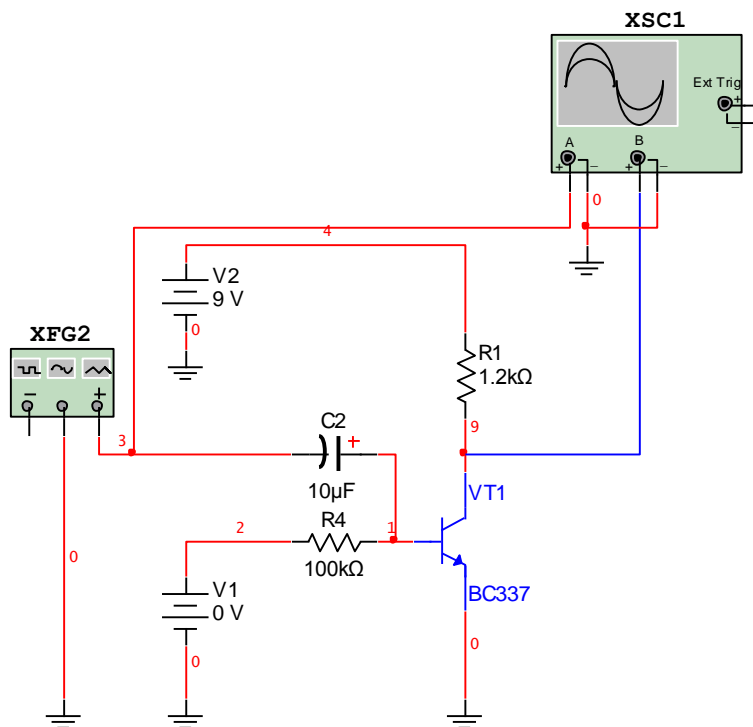 XSC1
Ext Trig
+
−
A
B
+ − + −
0
4
V2
9 V
0
XFG2
− +
R1
1.2kΩ
9
3
C2
+
10µF
VT1
R4
2
1
100kΩ
0
V1
0 V
BC337
0
0